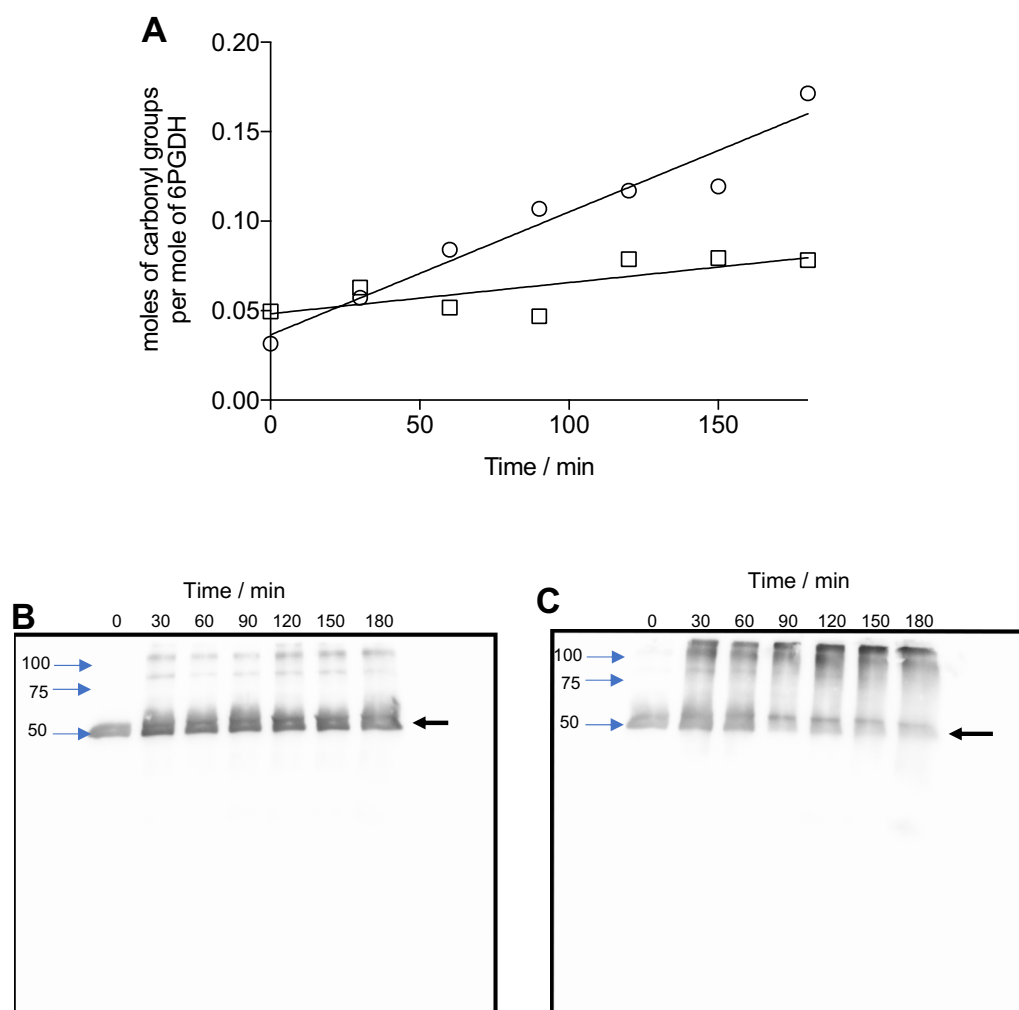 A
0.20
0.15
0.10
0.05
0.00
moles of carbonyl groups
per mole of 6PGDH
0 50 100 150
Time / min
B
Time / min
0 30 60 90 120 150 180
100
75
50
C
Time / min
0 30 60 90 120 150 180
100
75
50